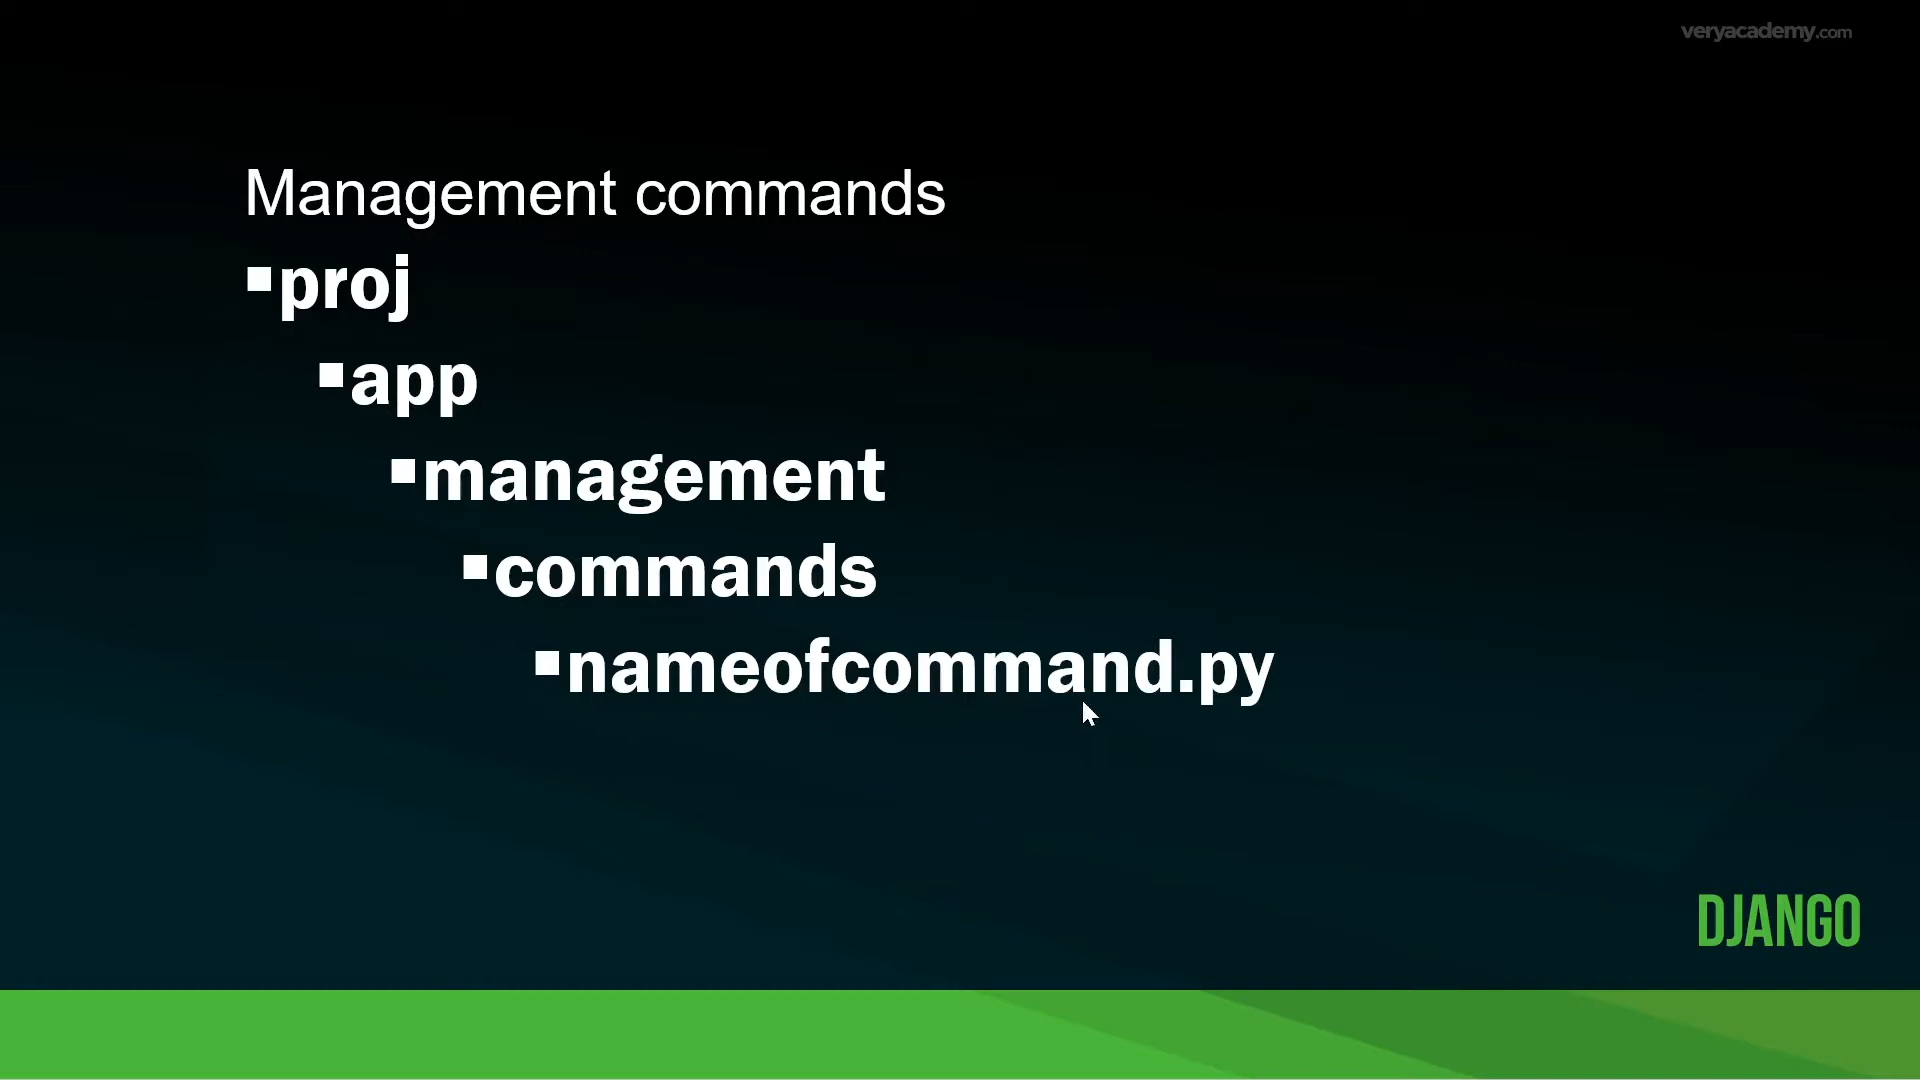 veryacademy.com
Management commands
▪proj
▪app
▪management
▪commands
▪nameofcommand.py
DJANGO